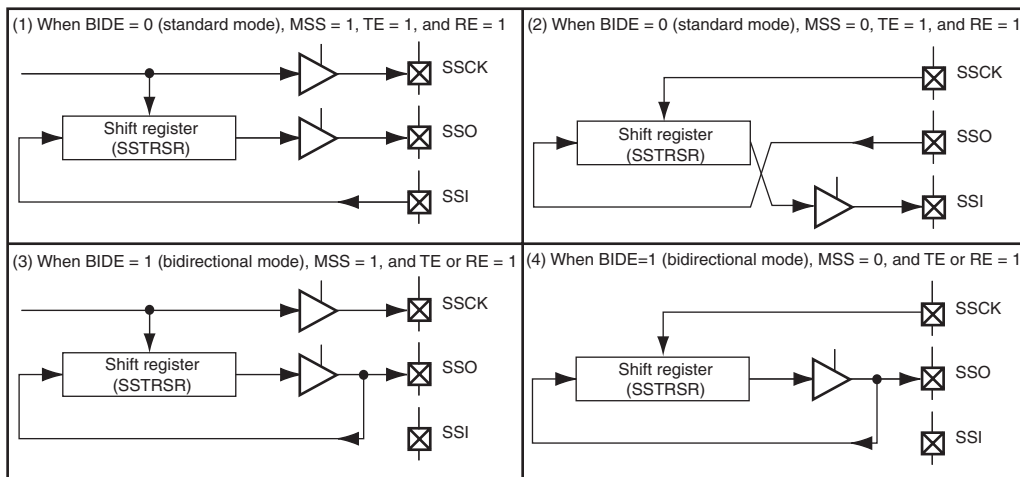 (1) When BIDE = 0 (standard mode), MSS = 1, TE = 1, and RE = 1
SSCK
Shift register
(SSTRSR)
SSO
SSI
(2) When BIDE = 0 (standard mode), MSS = 0, TE = 1, and RE = 1
SSCK
Shift register
(SSTRSR)
SSO
SSI
(3) When BIDE = 1 (bidirectional mode), MSS = 1, and TE or RE = 1
SSCK
Shift register
(SSTRSR)
SSO
SSI
(4) When BIDE=1 (bidirectional mode), MSS = 0, and TE or RE = 1
SSCK
Shift register
(SSTRSR)
SSO
SSI